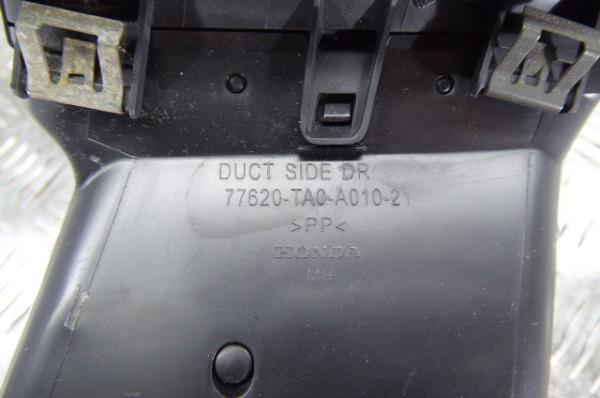 DUCT SIDE DR
77620-TA0-A010-21
>PP<
HONDA
MH